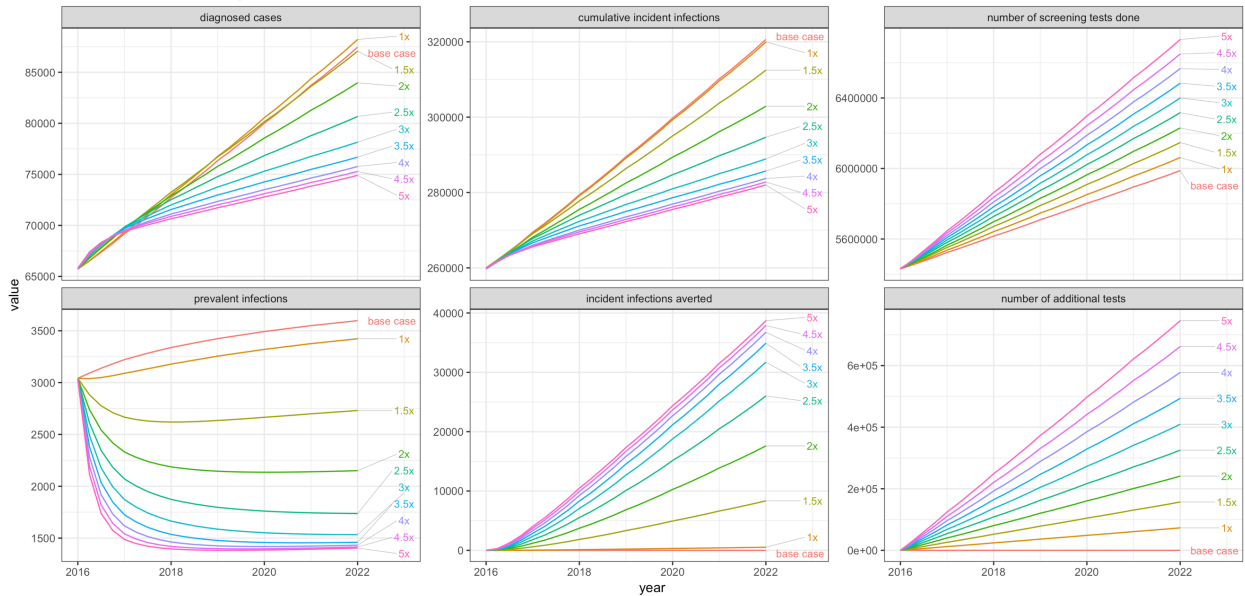 diagnosed cases
cumulative incident infections
number of screening tests done
85000
80000
75000
70000
65000
1x
base case
1.5x
2x
2.5x
3x
3.5x
4x
4.5x
5x
320000
300000
280000
260000
base case
1x
1.5x
2x
2.5x
3x
3.5x
4x
4.5x
5x
6400000
6000000
5600000
5x
4.5x
4x
3.5x
3x
2.5x
2x
1.5x
1x
base case
value
prevalent infections
incident infections averted
number of additional tests
3500
3000
2500
2000
1500
base case
1x
1.5x
2x
2.5x
3x
3.5x
4x
4.5x
5x
2016
2018
2020
2022
40000
30000
20000
10000
0
5x
4.5x
4x
3.5x
3x
2.5x
2x
1.5x
1x
base case
2016
2018
2020
2022
6e+05
4e+05
2e+05
0e+00
5x
4.5x
4x
3.5x
3x
2.5x
2x
1.5x
1x
base case
2016
2018
2020
2022
year